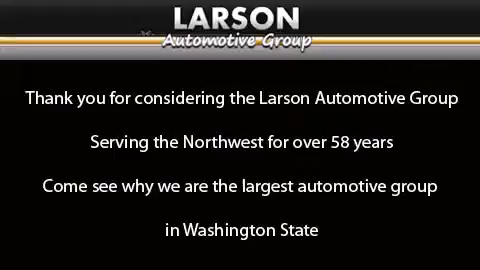 LARSON
Automotive Group
Thank you for considering the Larson Automotive Group
Serving the Northwest for over 58 years
Come see why we are the largest automotive group
in Washington State